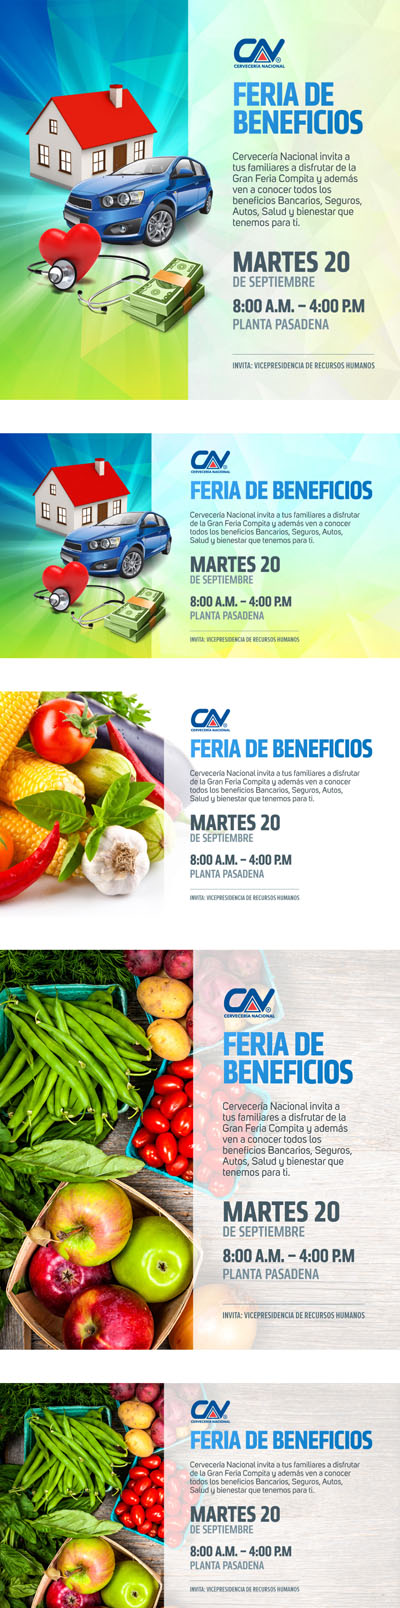 CN
CERVECERÍA NACIONAL
FERIA DE
BENEFICIOS
Cervecería Nacional invita a
tus familiares a disfrutar de la
Gran Feria Compita y además
ven a conocer todos los
beneficios Bancarios, Seguros,
Autos, Salud y bienestar que
tenemos para ti.
MARTES 20
DE SEPTIEMBRE
8:00 A.M. – 4:00 P.M
PLANTA PASADENA
INVITA: VICEPRESIDENCIA DE RECURSOS HUMANOS
CN
CERVECERÍA NACIONAL
FERIA DE BENEFICIOS
Cervecería Nacional invita a tus familiares a disfrutar
de la Gran Feria Compita y además ven a conocer
todos los beneficios Bancarios, Seguros, Autos,
Salud y bienestar que tenemos para ti.
MARTES 20
DE SEPTIEMBRE
8:00 A.M. – 4:00 P.M
PLANTA PASADENA
INVITA: VICEPRESIDENCIA DE RECURSOS HUMANOS
CN
CERVECERÍA NACIONAL
FERIA DE BENEFICIOS
Cervecería Nacional invita a tus familiares a disfrutar
de la Gran Feria Compita y además ven a conocer
todos los beneficios Bancarios, Seguros, Autos,
Salud y bienestar que tenemos para ti.
MARTES 20
DE SEPTIEMBRE
8:00 A.M. – 4:00 P.M
PLANTA PASADENA
INVITA: VICEPRESIDENCIA DE RECURSOS HUMANOS
CN
CERVECERÍA NACIONAL
FERIA DE
BENEFICIOS
Cervecería Nacional invita a
tus familiares a disfrutar de la
Gran Feria Compita y además
ven a conocer todos los
beneficios Bancarios, Seguros,
Autos, Salud y bienestar que
tenemos para ti.
MARTES 20
DE SEPTIEMBRE
8:00 A.M. – 4:00 P.M
PLANTA PASADENA
INVITA: VICEPRESIDENCIA DE RECURSOS HUMANOS
CN
CERVECERÍA NACIONAL
FERIA DE BENEFICIOS
Cervecería Nacional invita a tus familiares a disfrutar
de la Gran Feria Compita y además ven a conocer
todos los beneficios Bancarios, Seguros, Autos,
Salud y bienestar que tenemos para ti.
MARTES 20
DE SEPTIEMBRE
8:00 A.M. – 4:00 P.M
PLANTA PASADENA
INVITA: VICEPRESIDENCIA DE RECURSOS HUMANOS